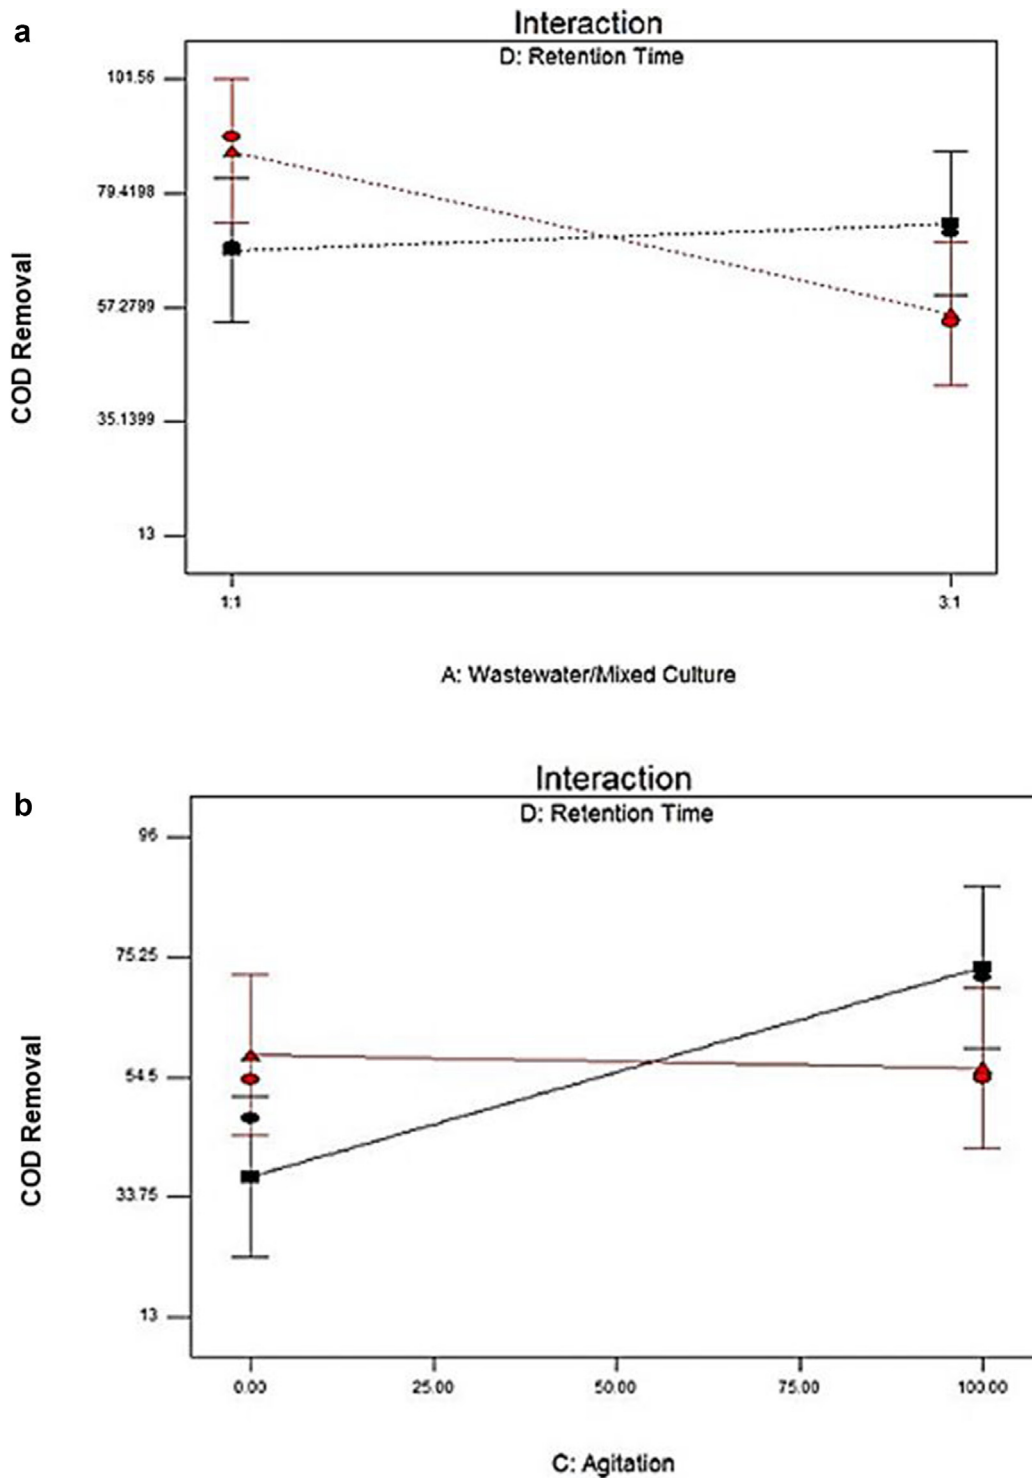 a
Interaction
D: Retention Time
101.56
79.4198
57.2799
35.1399
13
COD Removal
1:1 3:1
A: Wastewater/Mixed Culture
b
Interaction
D: Retention Time
96
75.25
54.5
33.75
13
COD Removal
0.00 25.00 50.00 75.00 100.00
C: Agitation